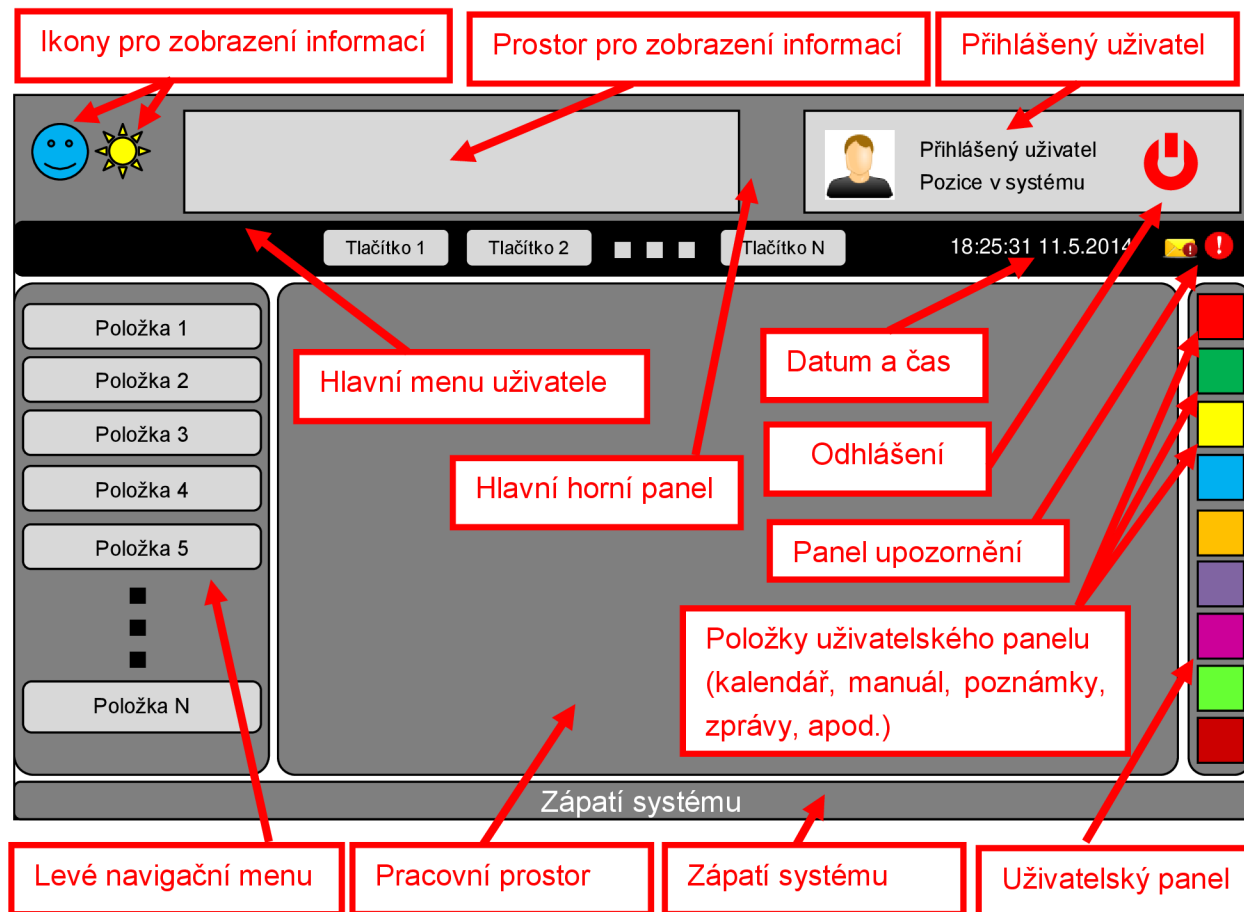 Ikony pro zobrazení informací
Prostor pro zobrazení informací
Přihlášený uživatel
Přihlášený uživatel
Pozice v systému
Tlačítko 1
Tlačítko 2
Tlačítko N
18:25:31 11.5.2014
Položka 1
Položka 2
Položka 3
Položka 4
Položka 5
Položka N
Hlavní menu uživatele
Datum a čas
Odhlášení
Hlavní horní panel
Panel upozornění
Položky uživatelského panelu
(kalendář, manuál, poznámky,
zprávy, apod.)
Zápatí systému
Levé navigační menu
Pracovní prostor
Zápatí systému
Uživatelský panel